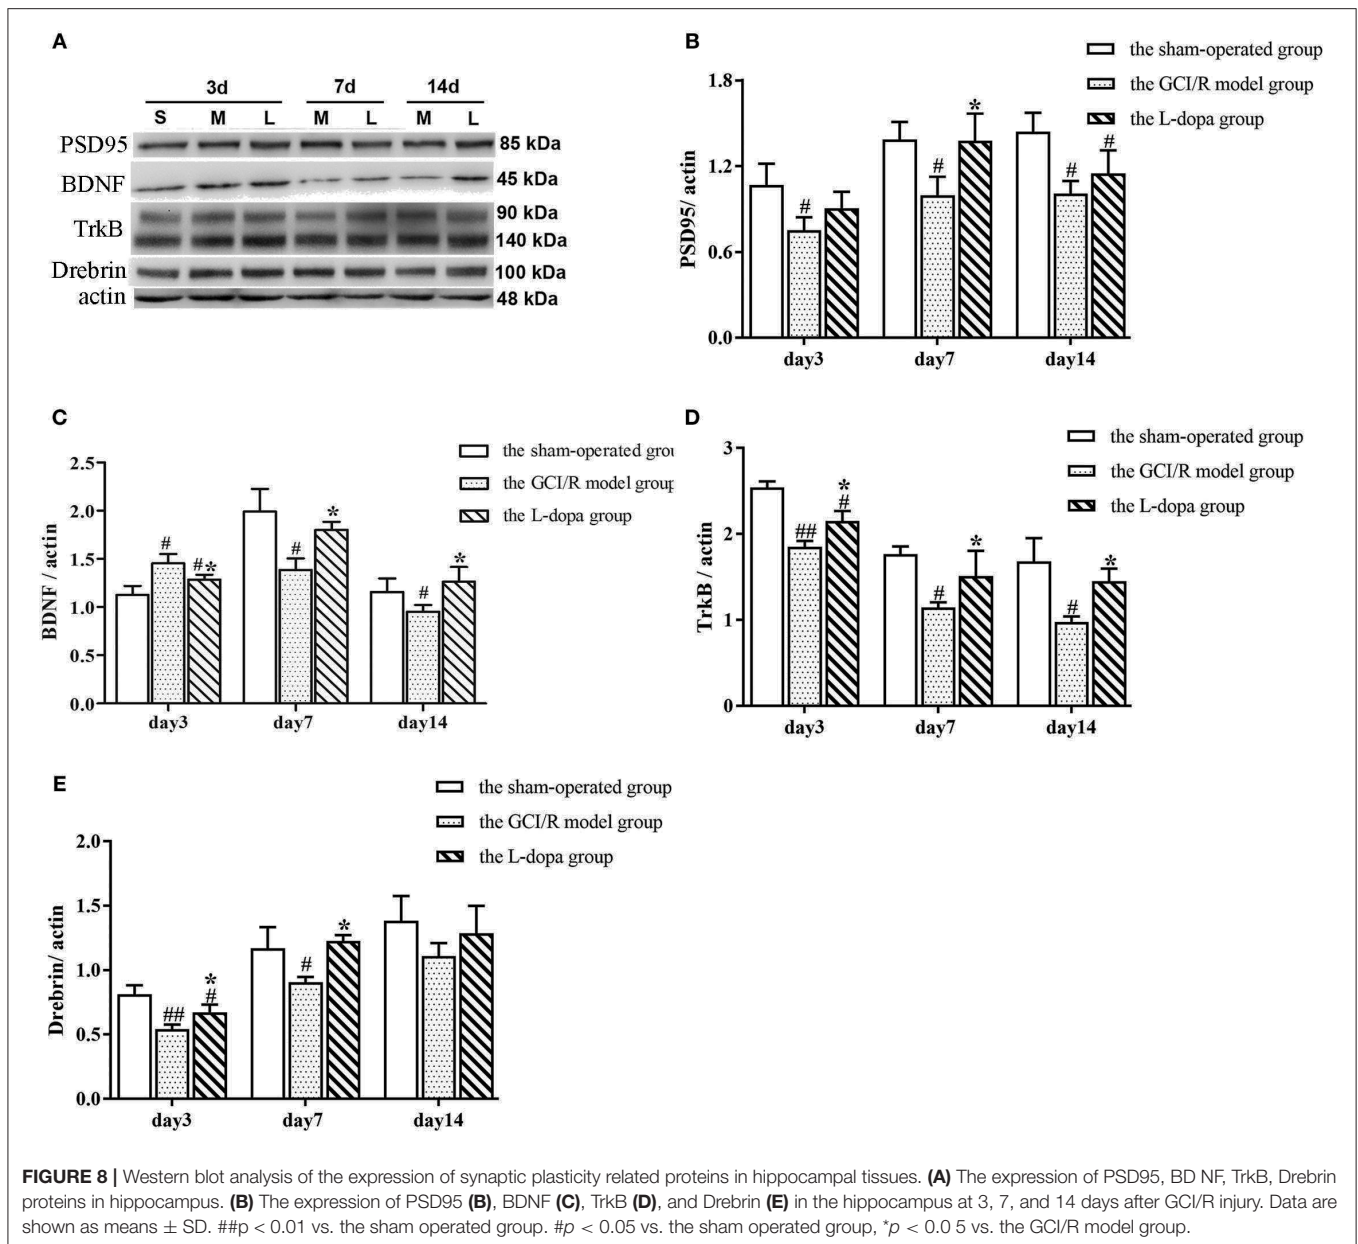 A
3d 7d 14d
S M L M L M L
PSD95 85 kDa
BDNF 45 kDa
TrkB 90 kDa
140 kDa
Drebrin 100 kDa
actin 48 kDa
B
the sham-operated group
the GCI/R model group
the L-dopa group
PSD95/ actin
1.8
1.2
0.6
0.0
# # * # #
day3 day7 day14
C
the sham-operated grou
the GCI/R model group
the L-dopa group
BDNF / actin
2.5
2.0
1.5
1.0
0.5
0.0
# #* # * # *
day3 day7 day14
D
the sham-operated group
the GCI/R model group
the L-dopa group
TrkB / actin
3
2
1
0
## * # # * # *
day3 day7 day14
E
the sham-operated group
the GCI/R model group
the L-dopa group
Drebrin/ actin
2.0
1.5
1.0
0.5
0.0
## * # # *
day3 day7 day14
FIGURE 8 | Western blot analysis of the expression of synaptic plasticity related proteins in hippocampal tissues. (A) The expression of PSD95, BD NF, TrkB, Drebrin
proteins in hippocampus. (B) The expression of PSD95 (B), BDNF (C), TrkB (D), and Drebrin (E) in the hippocampus at 3, 7, and 14 days after GCI/R injury. Data are
shown as means ± SD. ##p < 0.01 vs. the sham operated group. #p < 0.05 vs. the sham operated group, *p < 0.0 5 vs. the GCI/R model group.